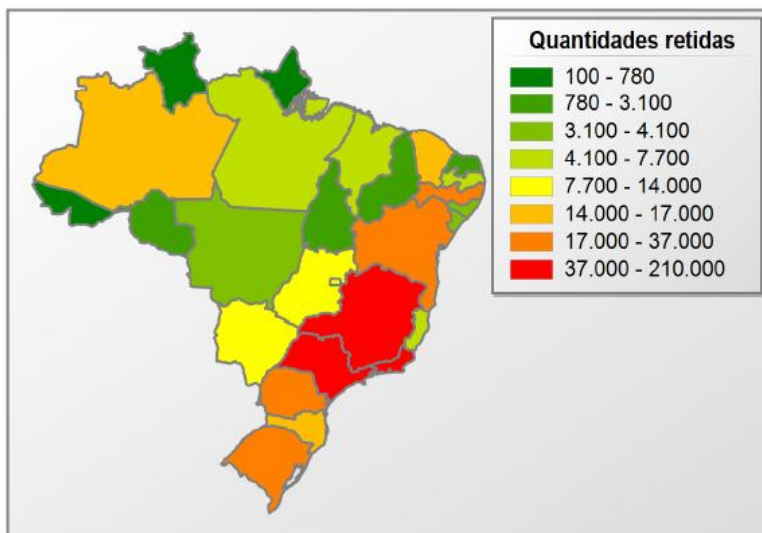 Quantidades retidas
100 - 780
780 - 3.100
3.100 - 4.100
4.100 - 7.700
7.700 - 14.000
14.000 - 17.000
17.000 - 37.000
37.000 - 210.000